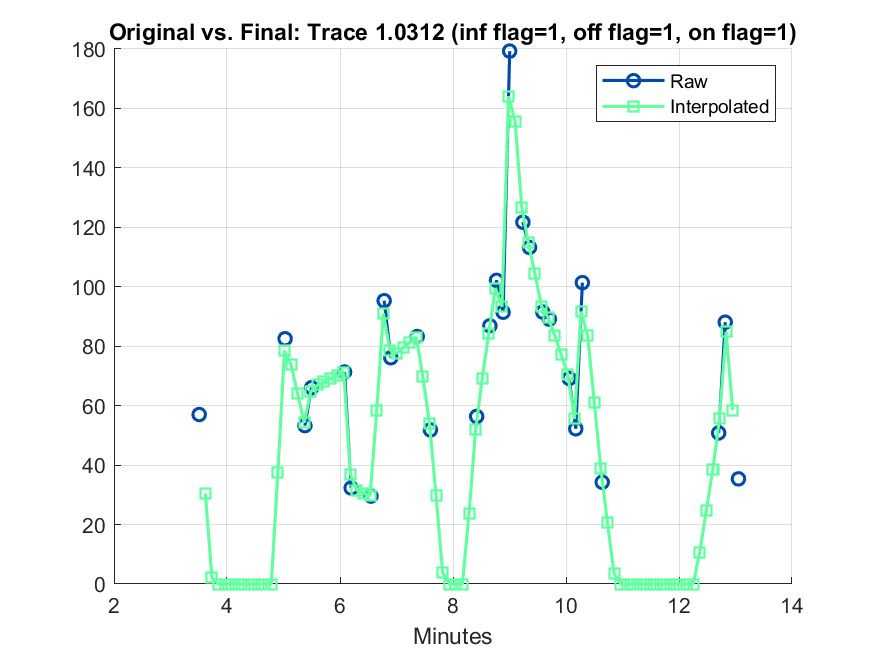 Original vs. Final: Trace 1.0312 (inf flag=1, off flag=1, on flag=1)
180
160
140
120
100
80
60
40
20
0
Raw
Interpolated
2 4 6 8 10 12 14
Minutes